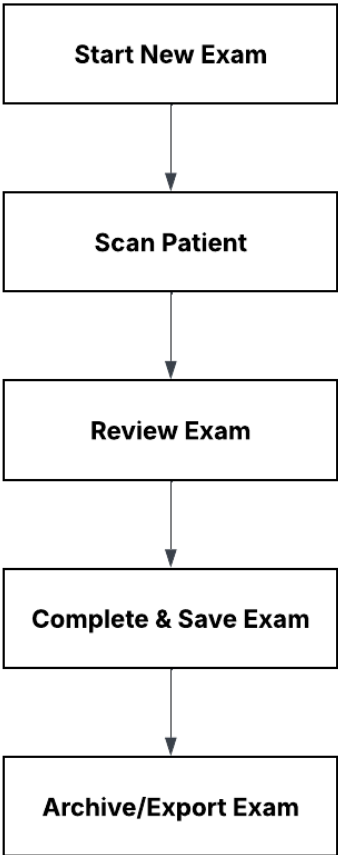 Start New Exam
Scan Patient
Review Exam
Complete & Save Exam
Archive/Export Exam